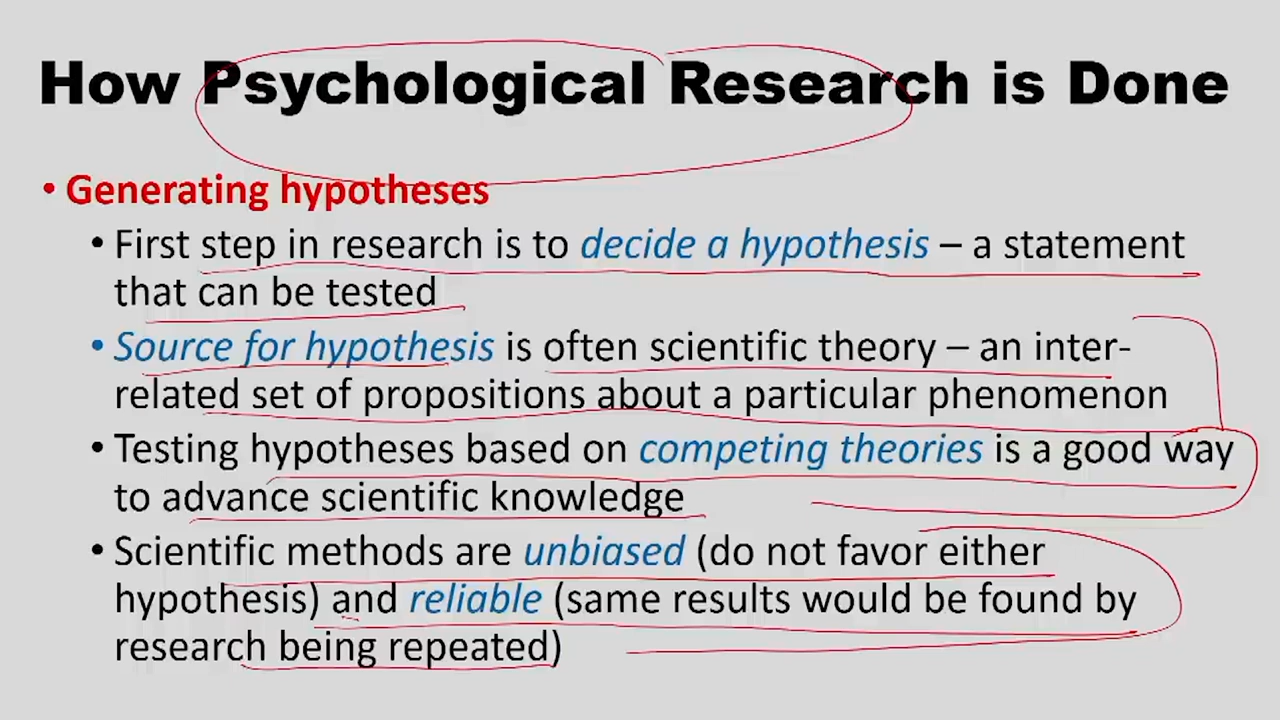 How Psychological Research is Done
• Generating hypotheses
• First step in research is to decide a hypothesis – a statement
that can be tested
• Source for hypothesis is often scientific theory – an inter-
related set of propositions about a particular phenomenon
• Testing hypotheses based on competing theories is a good way
to advance scientific knowledge
• Scientific methods are unbiased (do not favor either
hypothesis) and reliable (same results would be found by
research being repeated)